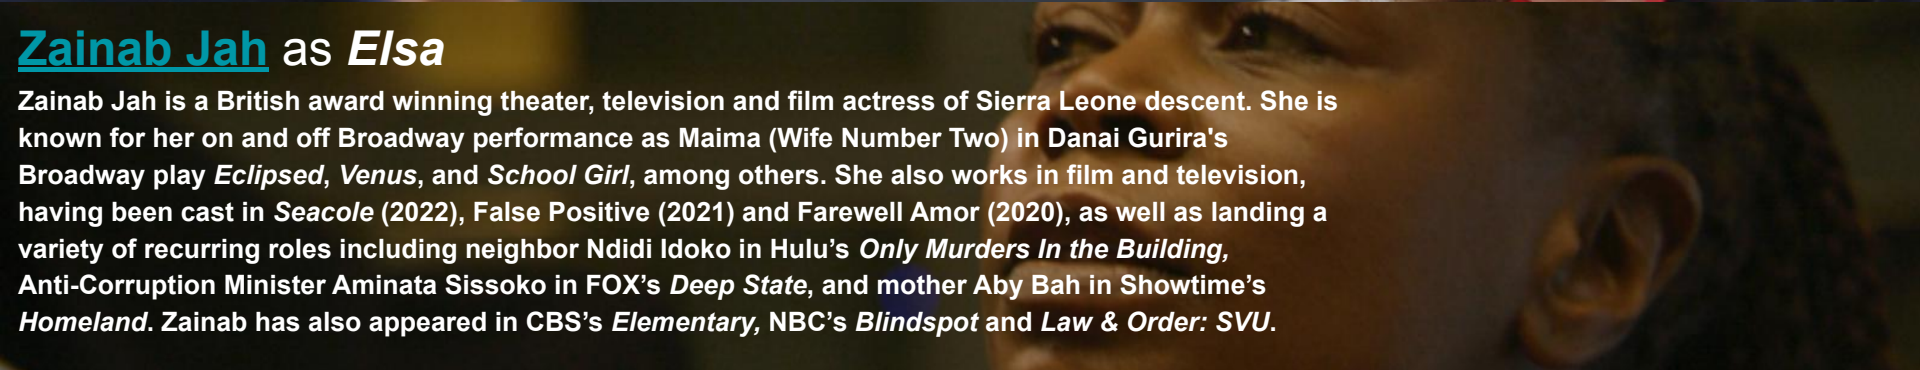 Zainab Jah as Elsa
Zainab Jah is a British award winning theater, television and film actress of Sierra Leone descent. She is
known for her on and off Broadway performance as Maima (Wife Number Two) in Danai Gurira's
Broadway play Eclipsed, Venus, and School Girl, among others. She also works in film and television,
having been cast in Seacole (2022), False Positive (2021) and Farewell Amor (2020), as well as landing a
variety of recurring roles including neighbor Ndidi Idoko in Hulu’s Only Murders In the Building,
Anti-Corruption Minister Aminata Sissoko in FOX’s Deep State, and mother Aby Bah in Showtime’s
Homeland. Zainab has also appeared in CBS’s Elementary, NBC’s Blindspot and Law & Order: SVU.